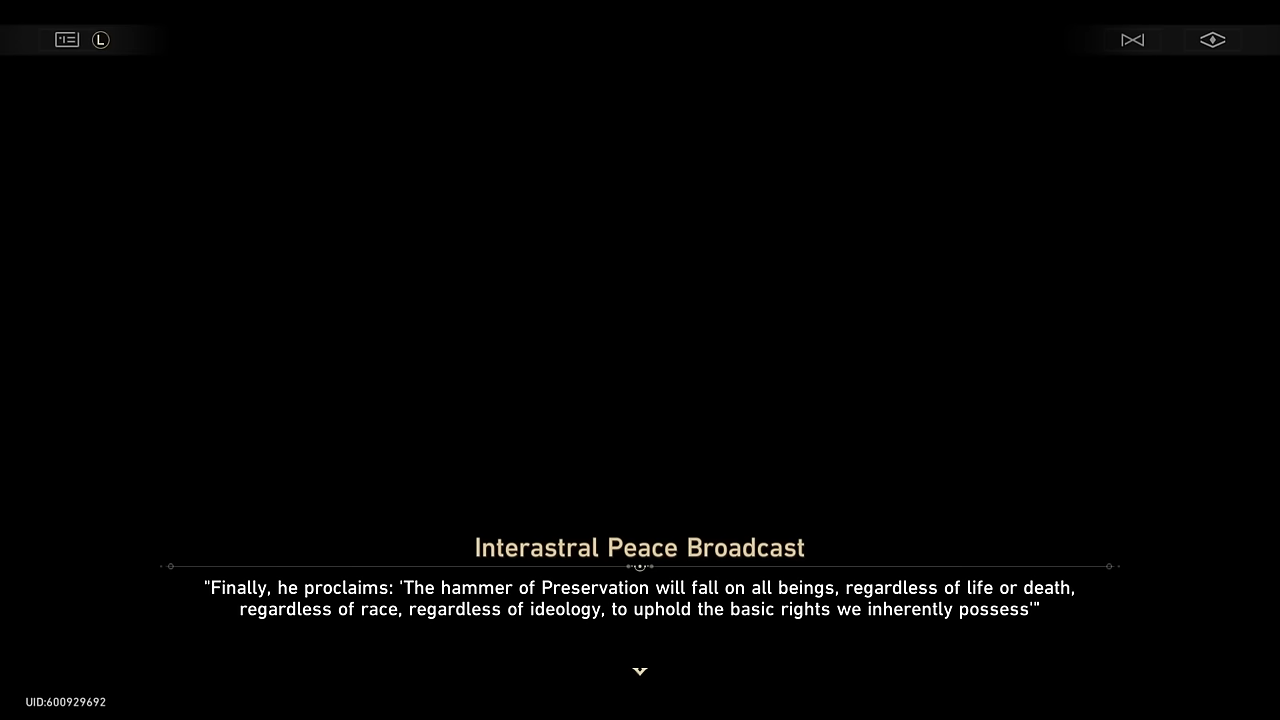 L
Interastral Peace Broadcast
"Finally, he proclaims: 'The hammer of Preservation will fall on all beings, regardless of life or death,
regardless of race, regardless of ideology, to uphold the basic rights we inherently possess'"
UID:600929692